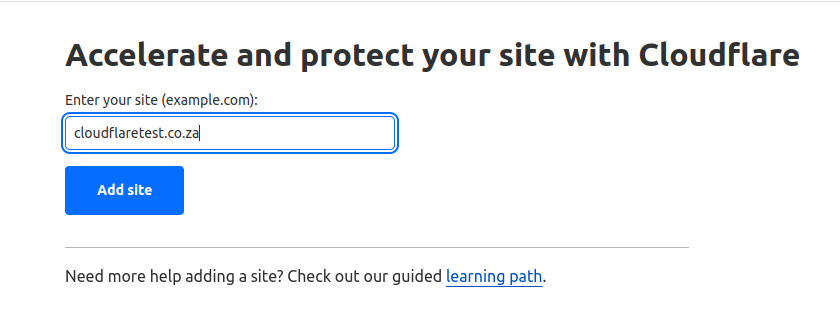 Accelerate and protect your site with Cloudflare
Enter your site (example.com):
cloudflaretest.co.za
Add site
Need more help adding a site? Check out our guided learning path.